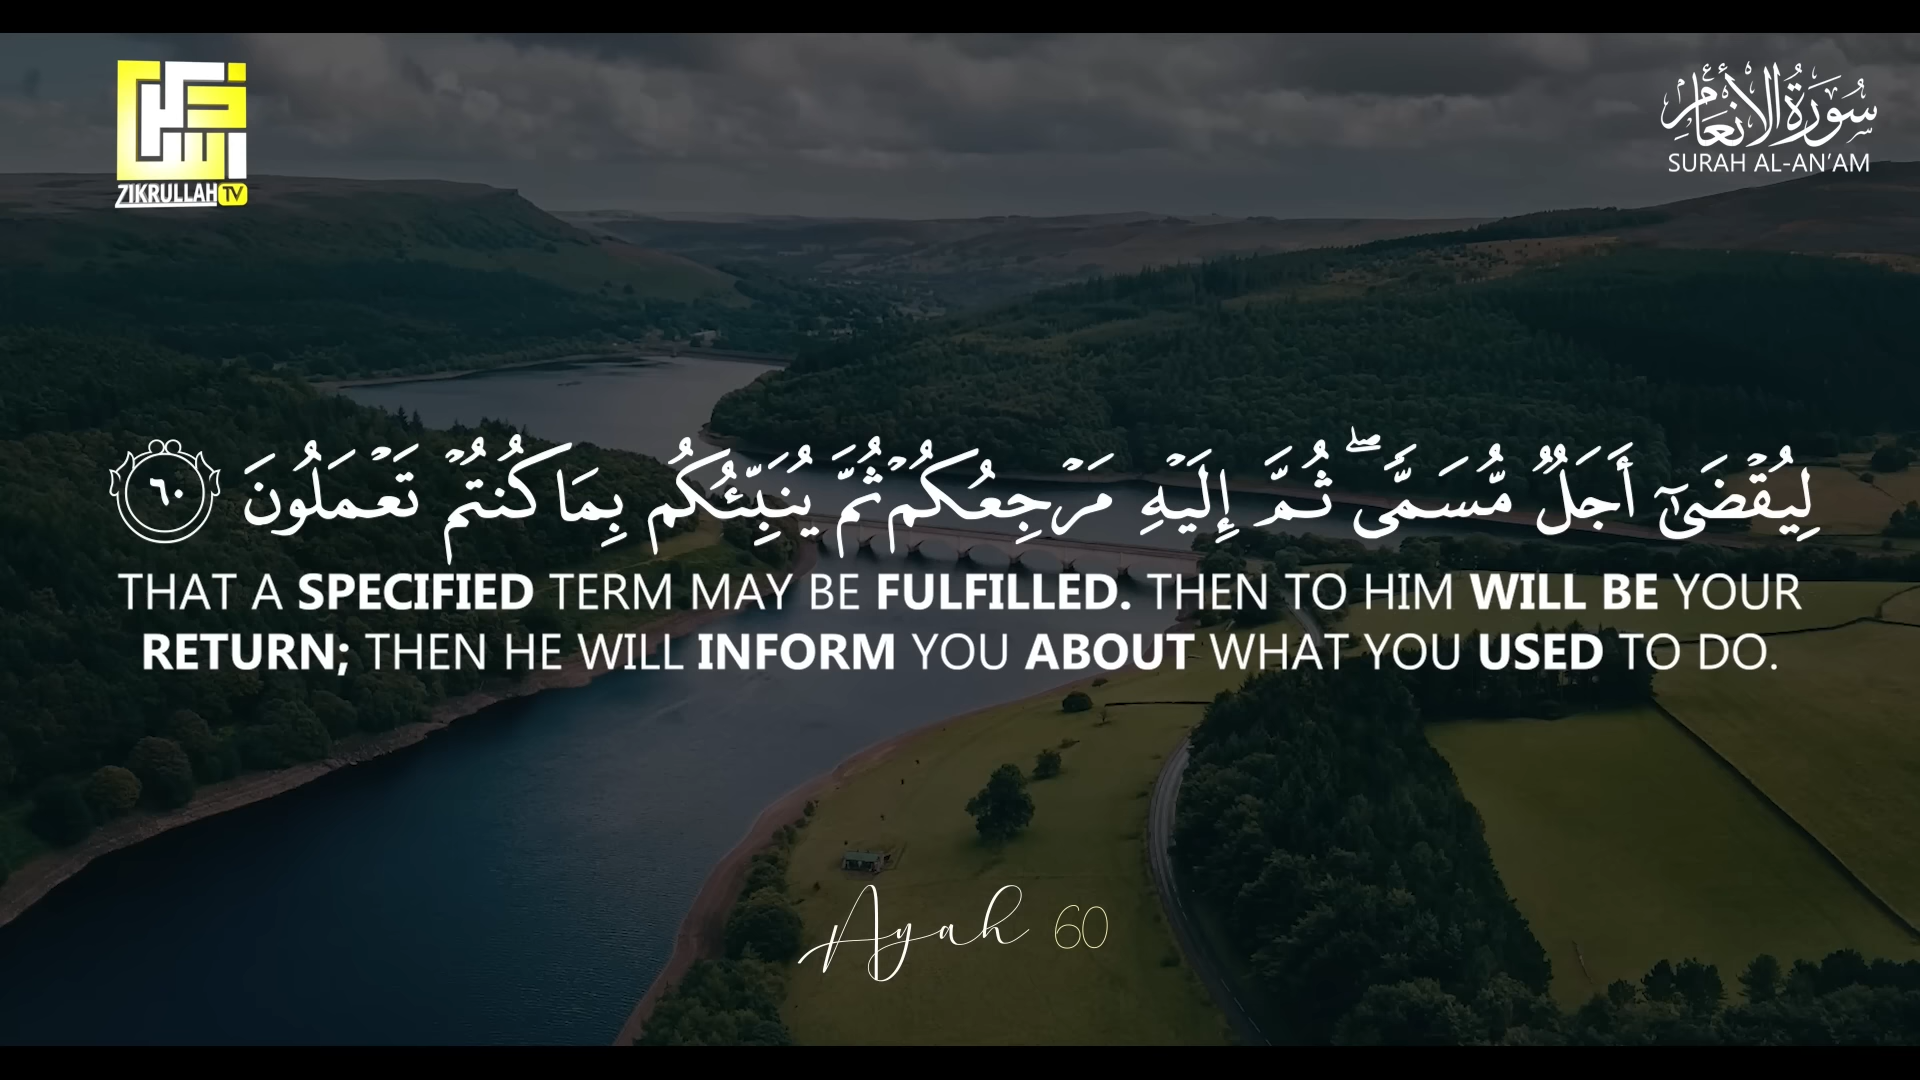 ZIKRULLAH TV
سُورَةُ الأَنْعَامِ
SURAH AL-AN'AM
لِيُقْضَىٰٓ أَجَلٌ مُّسَمًّى ۖ ثُمَّ إِلَيْهِ مَرْجِعُكُمْ ثُمَّ يُنَبِّئُكُم بِمَا كُنتُمْ تَعْمَلُونَ ٦٠
THAT A SPECIFIED TERM MAY BE FULFILLED. THEN TO HIM WILL BE YOUR
RETURN; THEN HE WILL INFORM YOU ABOUT WHAT YOU USED TO DO.
Ayah 60